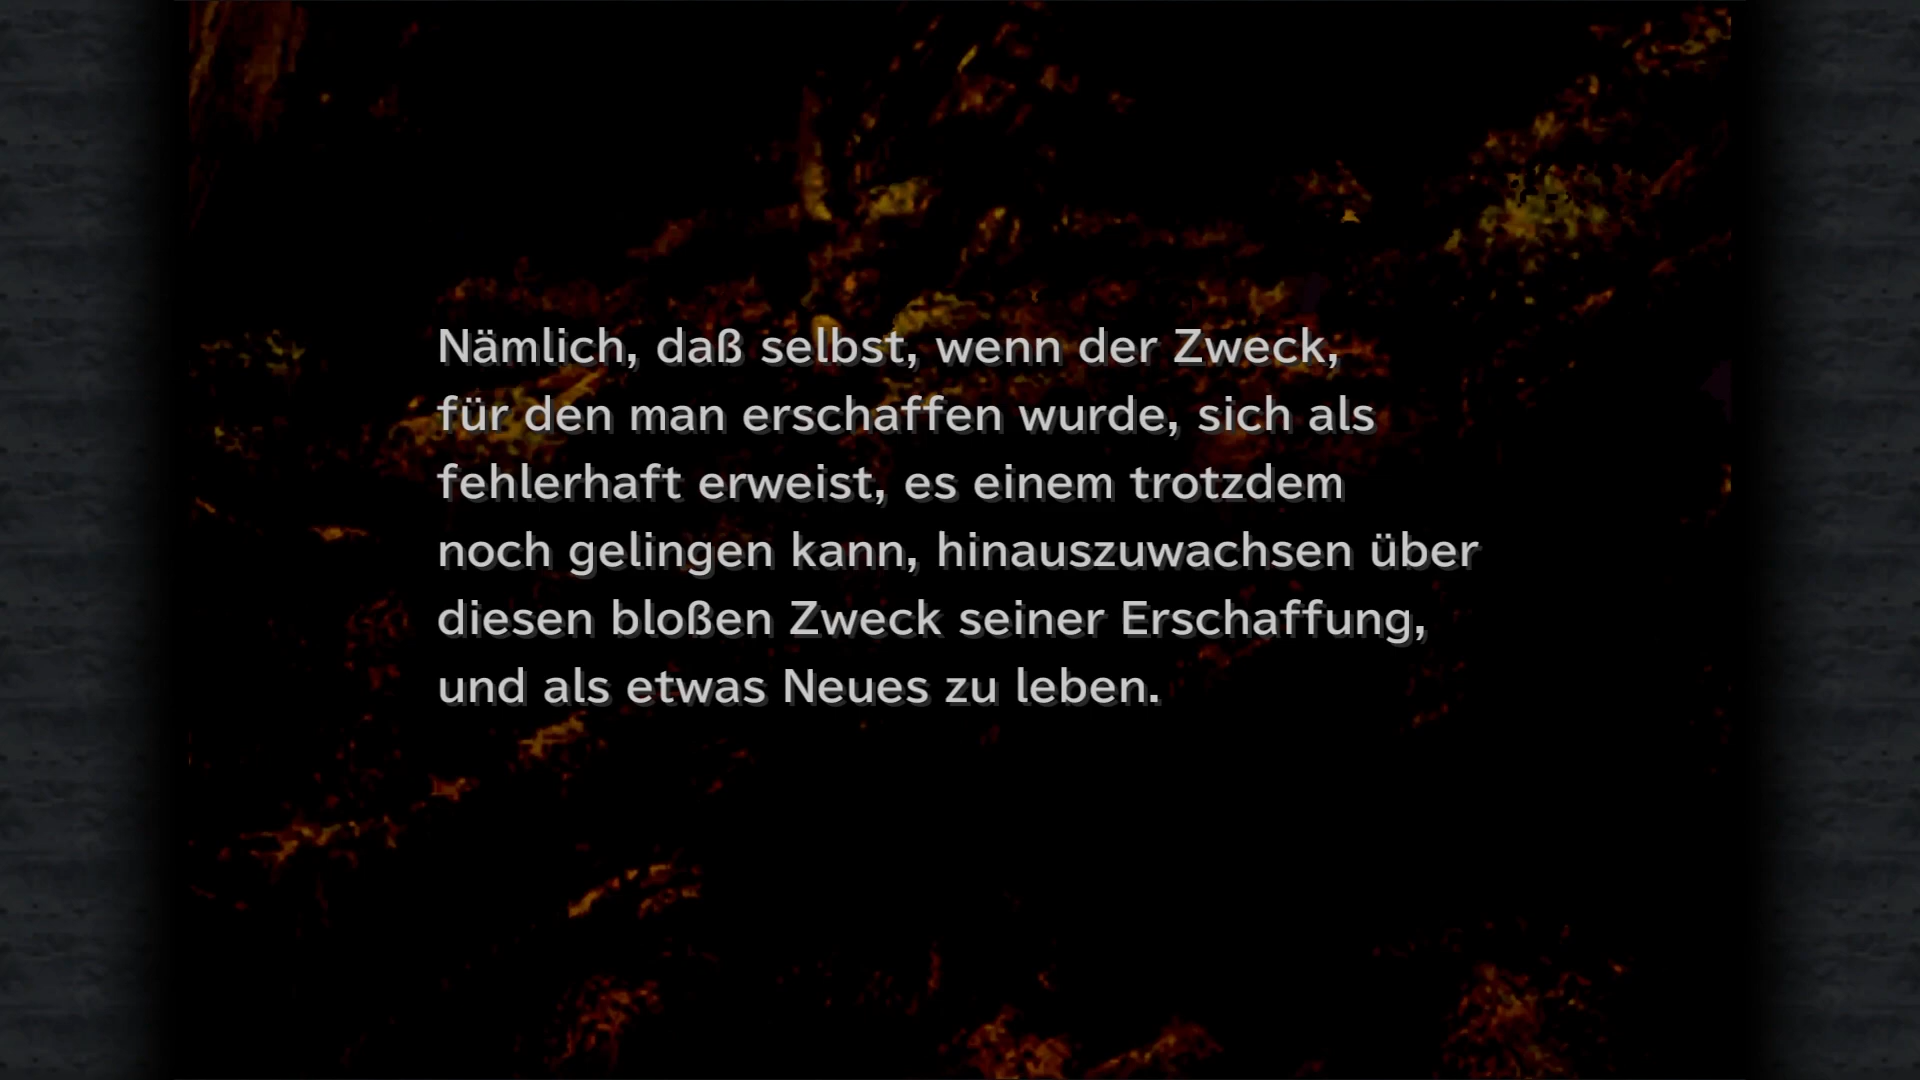 Nämlich, daß selbst, wenn der Zweck,
für den man erschaffen wurde, sich als
fehlerhaft erweist, es einem trotzdem
noch gelingen kann, hinauszuwachsen über
diesen bloßen Zweck seiner Erschaffung,
und als etwas Neues zu leben.